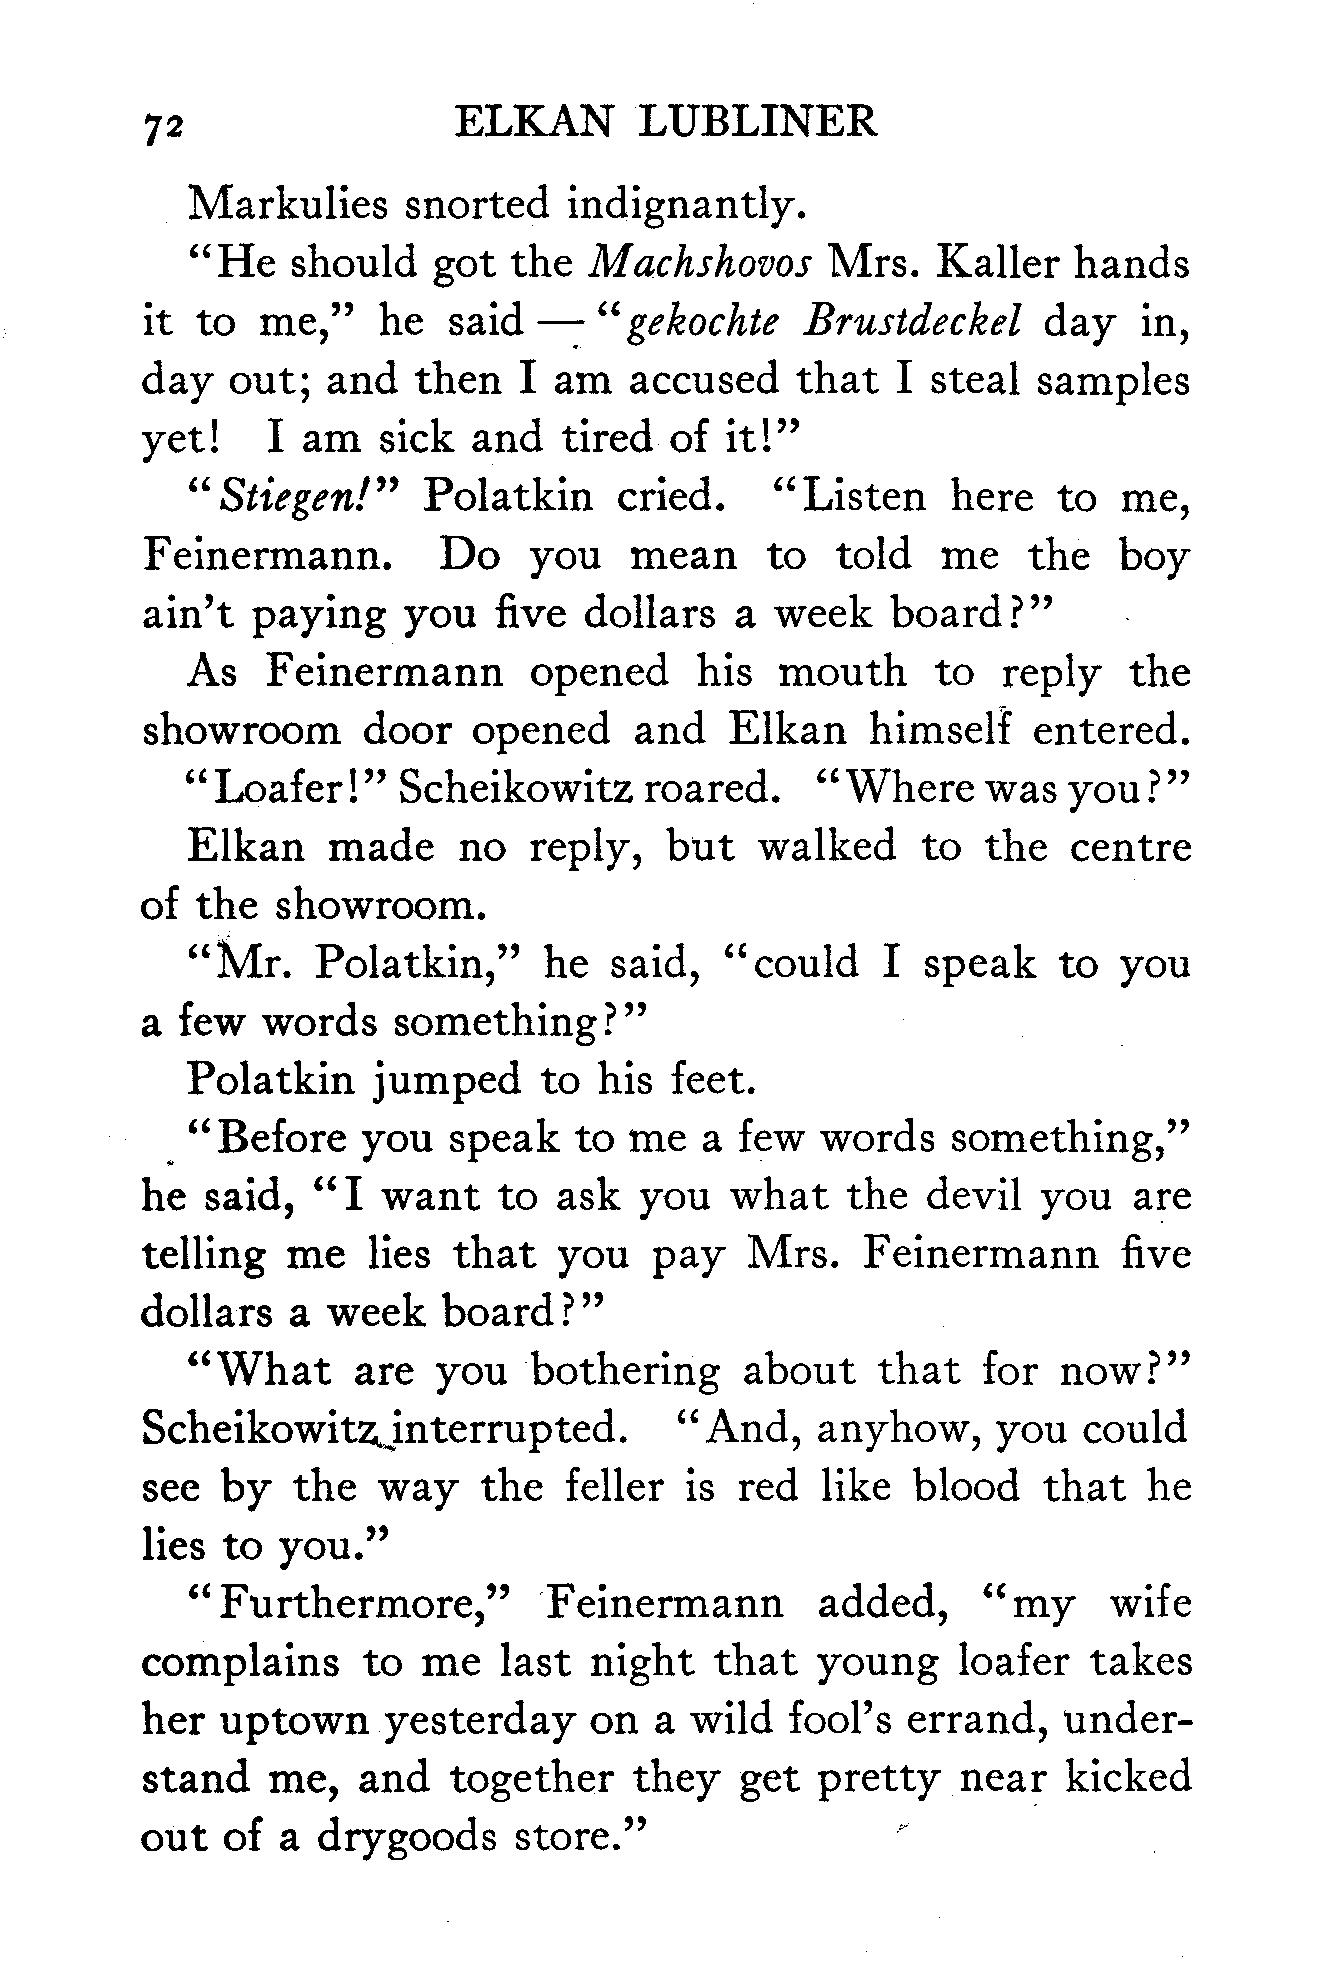 72 ELKAN LUBLINER
Markulies snorted indignantly.
"He should got the Machshovos Mrs. Kaller hands
it to me," he said — "gekochte Brustdeckel day in,
day out; and then I am accused that I steal samples
yet! I am sick and tired of it!"
"Stiegen!" Polatkin cried. "Listen here to me,
Feinermann. Do you mean to told me the boy
ain't paying you five dollars a week board?"
As Feinermann opened his mouth to reply the
showroom door opened and Elkan himself entered.
"Loafer!" Scheikowitz roared. "Where was you?"
Elkan made no reply, but walked to the centre
of the showroom.
"Mr. Polatkin," he said, "could I speak to you
a few words something?"
Polatkin jumped to his feet.
"Before you speak to me a few words something,"
he said, "I want to ask you what the devil you are
telling me lies that you pay Mrs. Feinermann five
dollars a week board?"
"What are you bothering about that for now?"
Scheikowitz interrupted. "And, anyhow, you could
see by the way the feller is red like blood that he
lies to you."
"Furthermore," Feinermann added, "my wife
complains to me last night that young loafer takes
her uptown yesterday on a wild fool's errand, under-
stand me, and together they get pretty near kicked
out of a drygoods store."